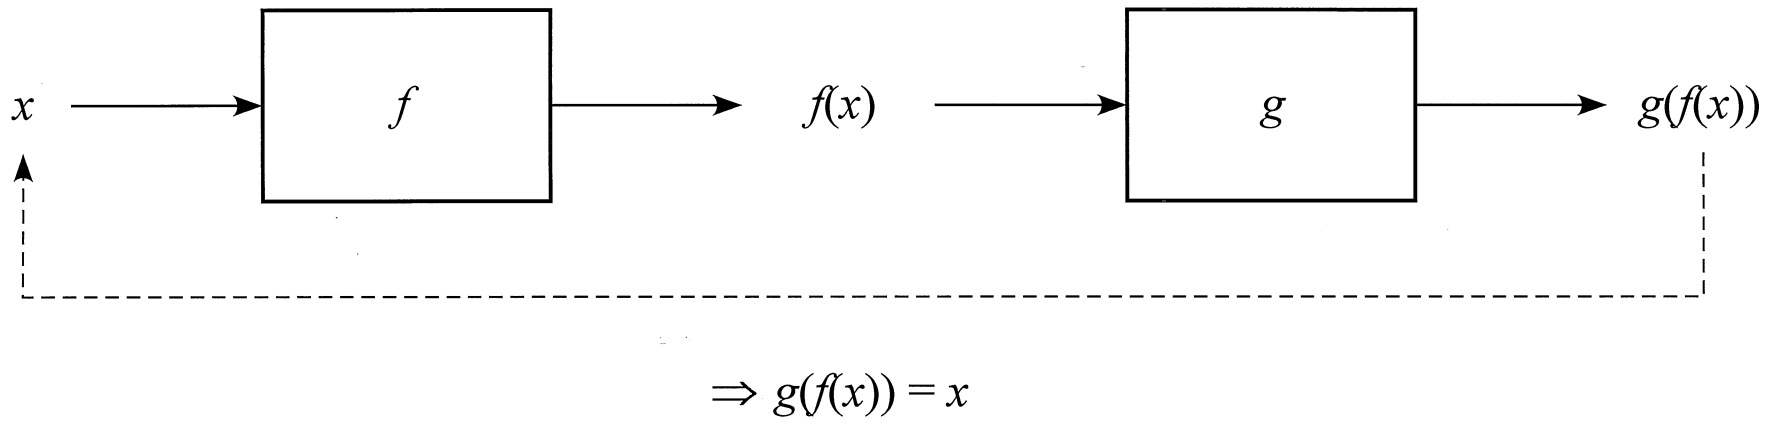 x f f(x) g g(f(x))
⇒ g(f(x)) = x